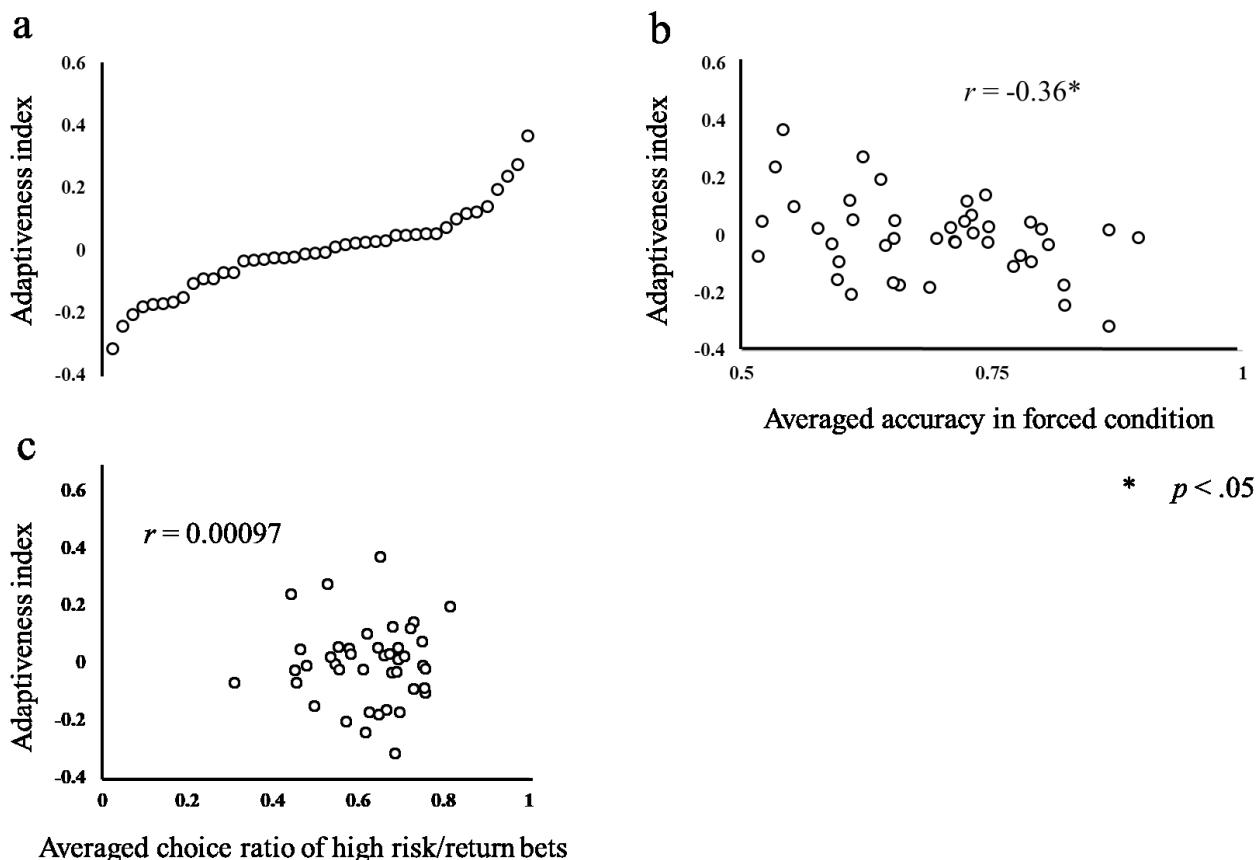 a
Adaptiveness index
0.6
0.4
0.2
0
-0.2
-0.4
b
Adaptiveness index
0.6
0.4
0.2
0
-0.2
-0.4
r = -0.36*
0.5
0.75
1
Averaged accuracy in forced condition
* p < .05
c
Adaptiveness index
0.6
0.4
0.2
0
-0.2
-0.4
r = 0.00097
0
0.2
0.4
0.6
0.8
1
Averaged choice ratio of high risk/return bets